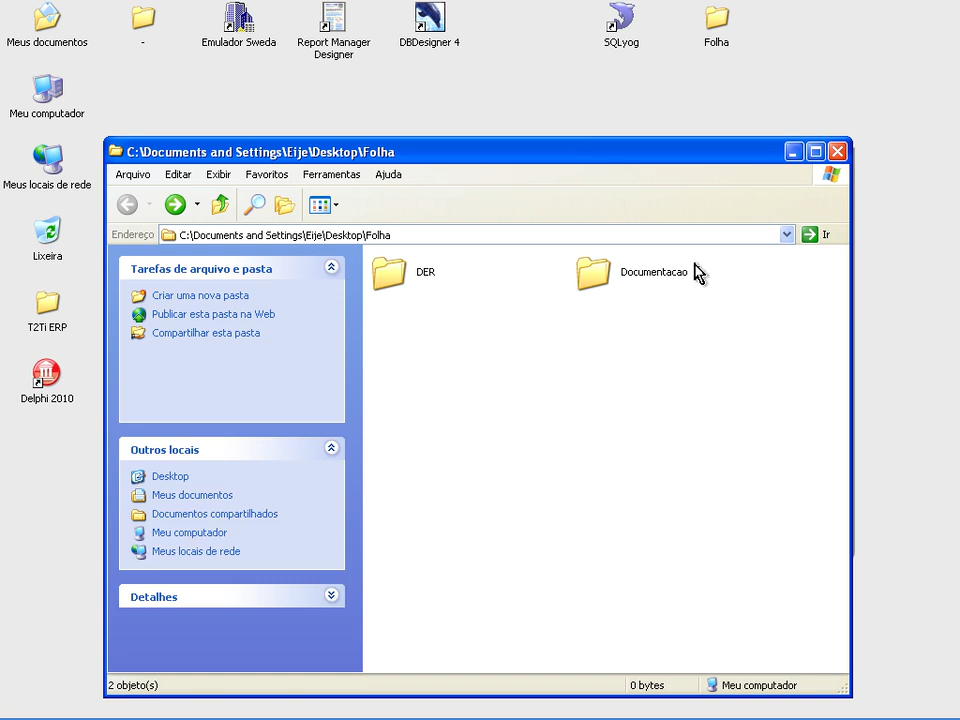 Meus documentos
-
Emulador Sweda
Report Manager
Designer
DBDesigner 4
SQLyog
Folha
Meu computador
Meus locais de rede
Lixeira
T2Ti ERP
Delphi 2010
C:\Documents and Settings\Eije\Desktop\Folha
Arquivo Editar Exibir Favoritos Ferramentas Ajuda
Endereço C:\Documents and Settings\Eije\Desktop\Folha Ir
Tarefas de arquivo e pasta
Criar uma nova pasta
Publicar esta pasta na Web
Compartilhar esta pasta
Outros locais
Desktop
Meus documentos
Documentos compartilhados
Meu computador
Meus locais de rede
Detalhes
DER
Documentacao
2 objeto(s) 0 bytes Meu computador